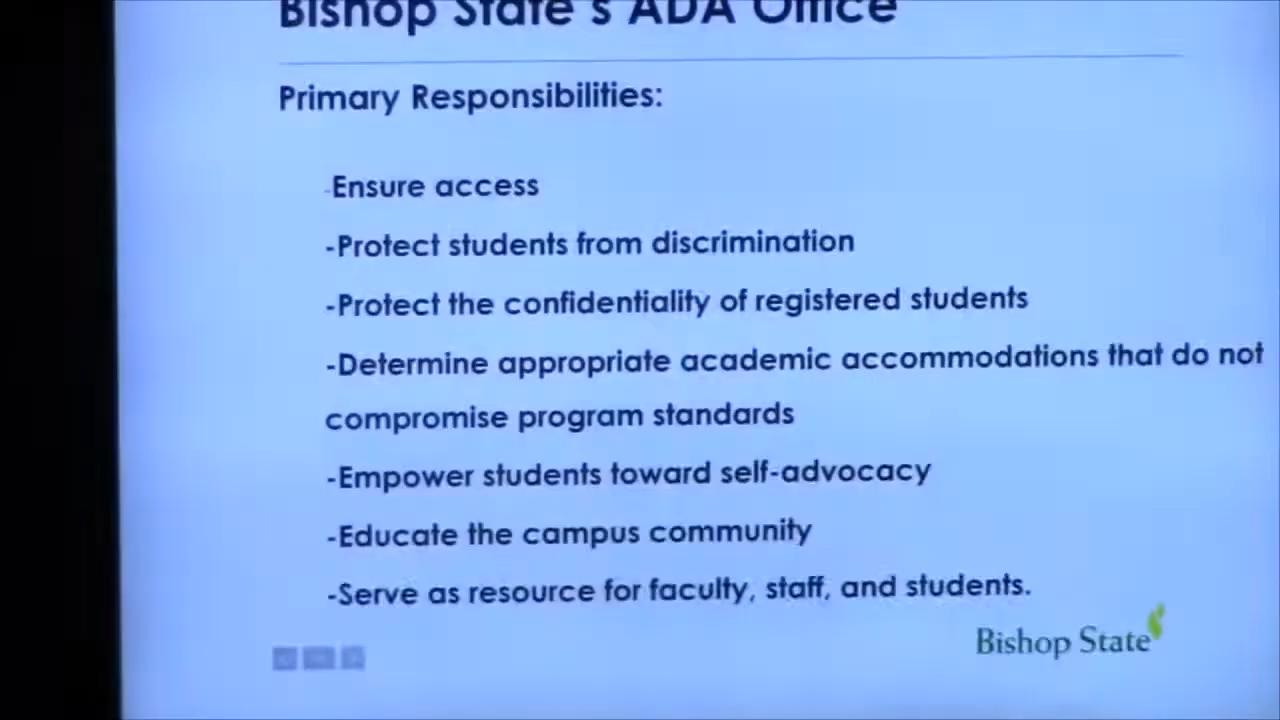 Bishop State's ADA Office
Primary Responsibilities:
-Ensure access
-Protect students from discrimination
-Protect the confidentiality of registered students
-Determine appropriate academic accommodations that do not
compromise program standards
-Empower students toward self-advocacy
-Educate the campus community
-Serve as resource for faculty, staff, and students.
Bishop State